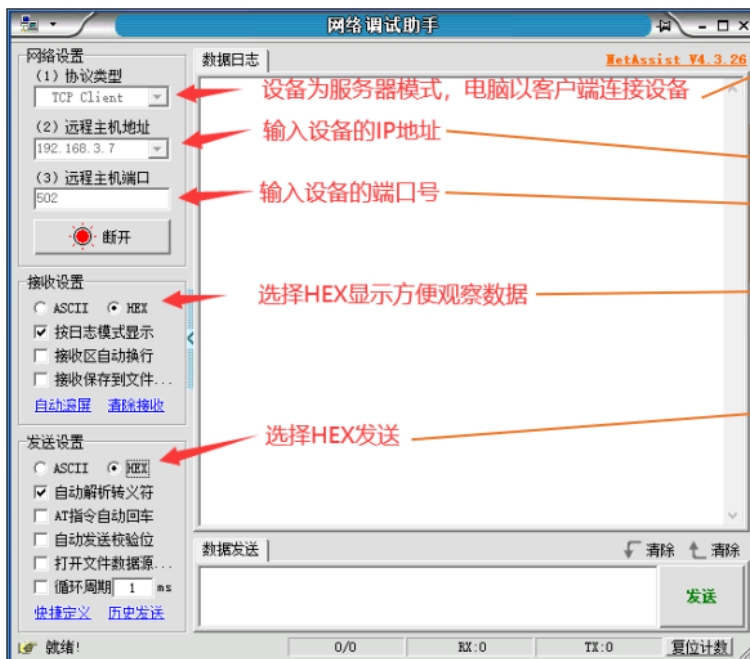 网络调试助手
网络设置
(1) 协议类型
TCP Client
(2) 远程主机地址
192.168.3.7
(3) 远程主机端口
502
断开
接收设置
ASCII HEX
按日志模式显示
接收区自动换行
接收保存到文件...
自动滚屏 清除接收
发送设置
ASCII HEX
自动解析转义符
AT指令自动回车
自动发送校验位
打开文件数据源...
循环周期 1 ms
快捷定义 历史发送
数据日志
NetAssist V4.3.26
设备为服务器模式，电脑以客户端连接设备
输入设备的IP地址
输入设备的端口号
选择HEX显示方便观察数据
选择HEX发送
数据发送
清除 清除
发送
就绪!
0/0
RX:0
TX:0
复位计数